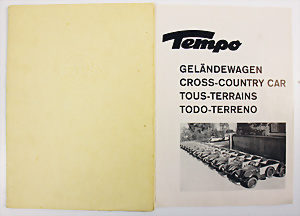 Tempo
GELÄNDEWAGEN
CROSS-COUNTRY CAR
TOUS-TERRAINS
TODO-TERRENO